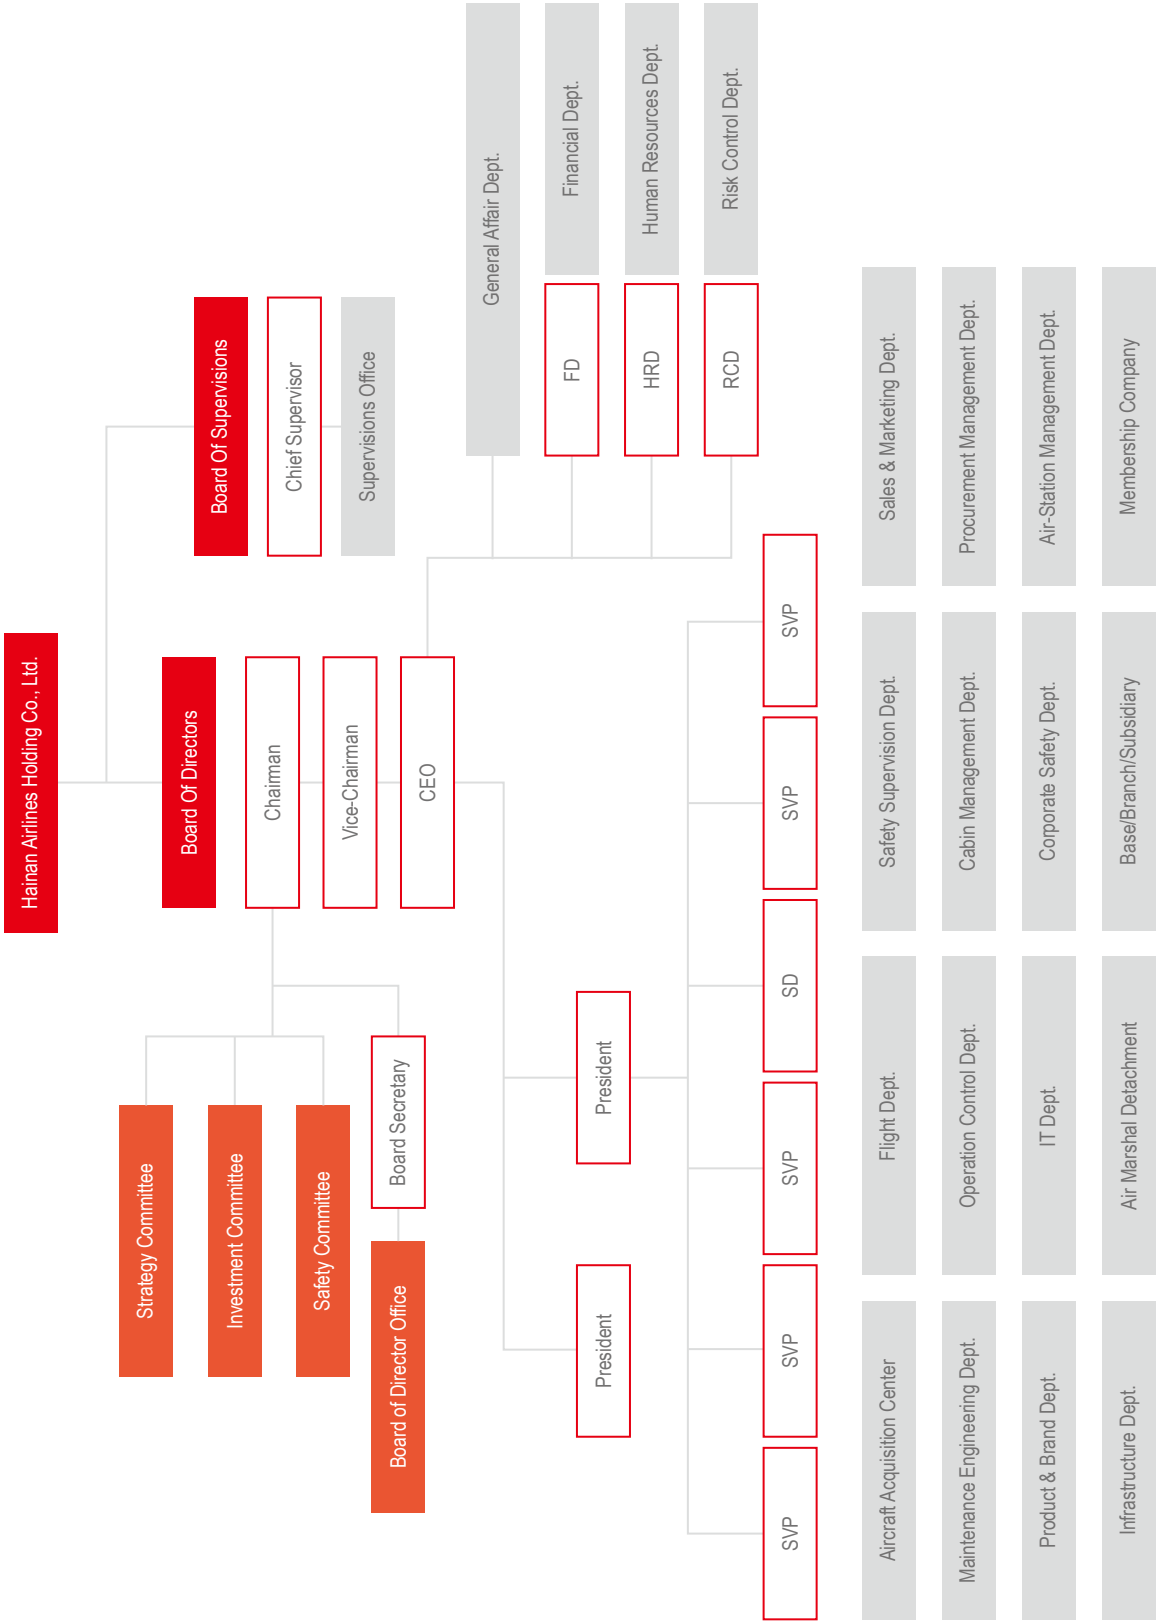 Hainan Airlines Holding Co., Ltd.
Board Of Directors
Board Of Supervisions
Chief Supervisor
Supervisions Office
Chairman
Vice-Chairman
CEO
Strategy Committee
Investment Committee
Safety Committee
Board Secretary
Board of Director Office
General Affair Dept.
FD
Financial Dept.
HRD
Human Resources Dept.
RCD
Risk Control Dept.
President
President
SVP
SVP
SVP
SD
SVP
SVP
Aircraft Acquisition Center
Flight Dept.
Safety Supervision Dept.
Sales & Marketing Dept.
Maintenance Engineering Dept.
Operation Control Dept.
Cabin Management Dept.
Procurement Management Dept.
Product & Brand Dept.
IT Dept.
Corporate Safety Dept.
Air-Station Management Dept.
Infrastructure Dept.
Air Marshal Detachment
Base/Branch/Subsidiary
Membership Company